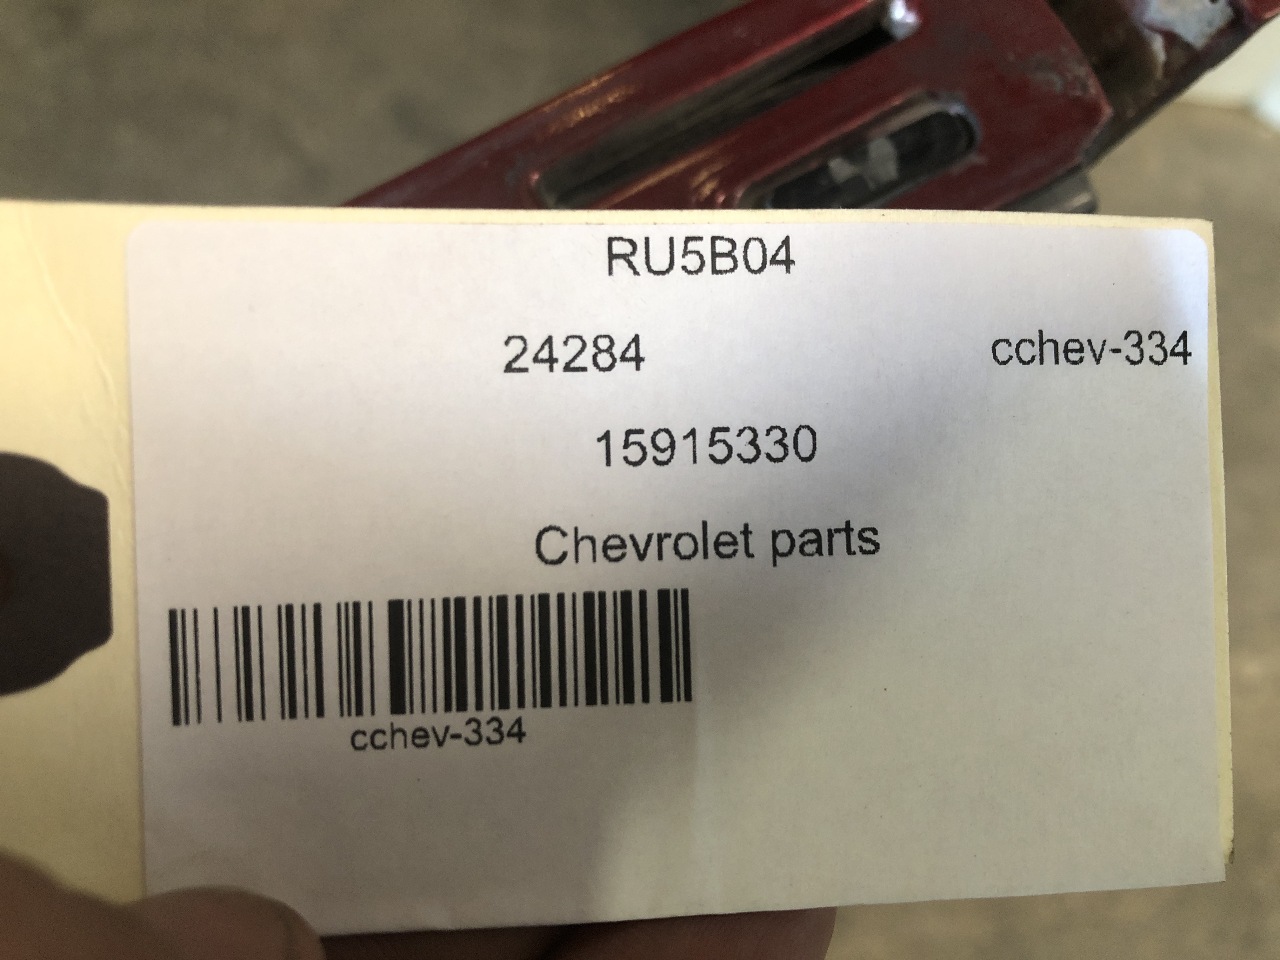 RU5B04
24284 cchev-334
15915330
Chevrolet parts
cchev-334